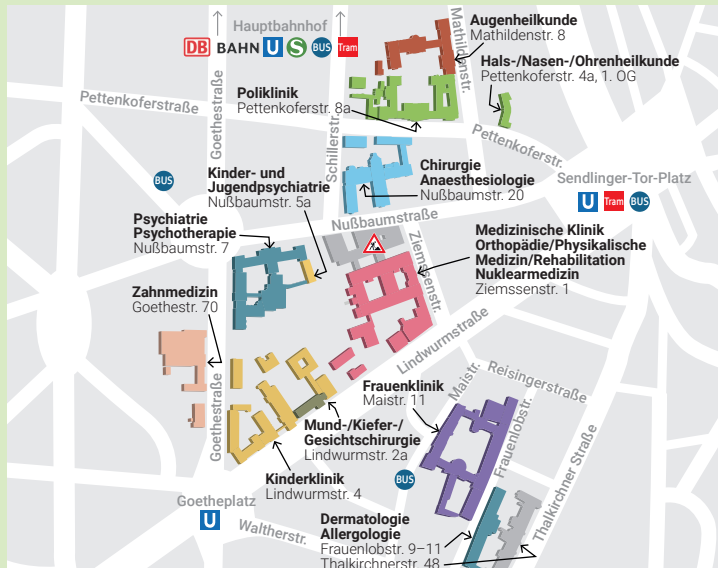 Hauptbahnhof
DB BAHN U S BUS Tram
Augenheilkunde
Mathildenstr. 8
Mathildenstr.
Hals-/Nasen-/Ohrenheilkunde
Pettenkoferstr. 4a, 1. OG
Poliklinik
Pettenkoferstr. 8a
Pettenkoferstraße
Goethestraße
Schillerstr.
Pettenkoferstr.
Chirurgie
Anaesthesiologie
Nußbaumstr. 20
Sendlinger-Tor-Platz
U Tram BUS
BUS
Kinder- und
Jugendpsychiatrie
Nußbaumstr. 5a
Psychiatrie
Psychotherapie
Nußbaumstr. 7
Nußbaumstraße
Ziemssenstr.
Medizinische Klinik
Orthopädie/Physikalische
Medizin/Rehabilitation
Nuklearmedizin
Ziemssenstr. 1
Zahnmedizin
Goethestr. 70
Lindwurmstraße
Goethestraße
Frauenklinik
Maistr. 11
Maistr.
Reisingerstraße
Frauenlobstr.
Thalkirchner Straße
Mund-/Kiefer-/
Gesichtschirurgie
Lindwurmstr. 2a
Kinderklinik
Lindwurmstr. 4
BUS
Goetheplatz
U
Waltherstr.
Dermatologie
Allergologie
Frauenlobstr. 9–11
Thalkirchnerstr. 48